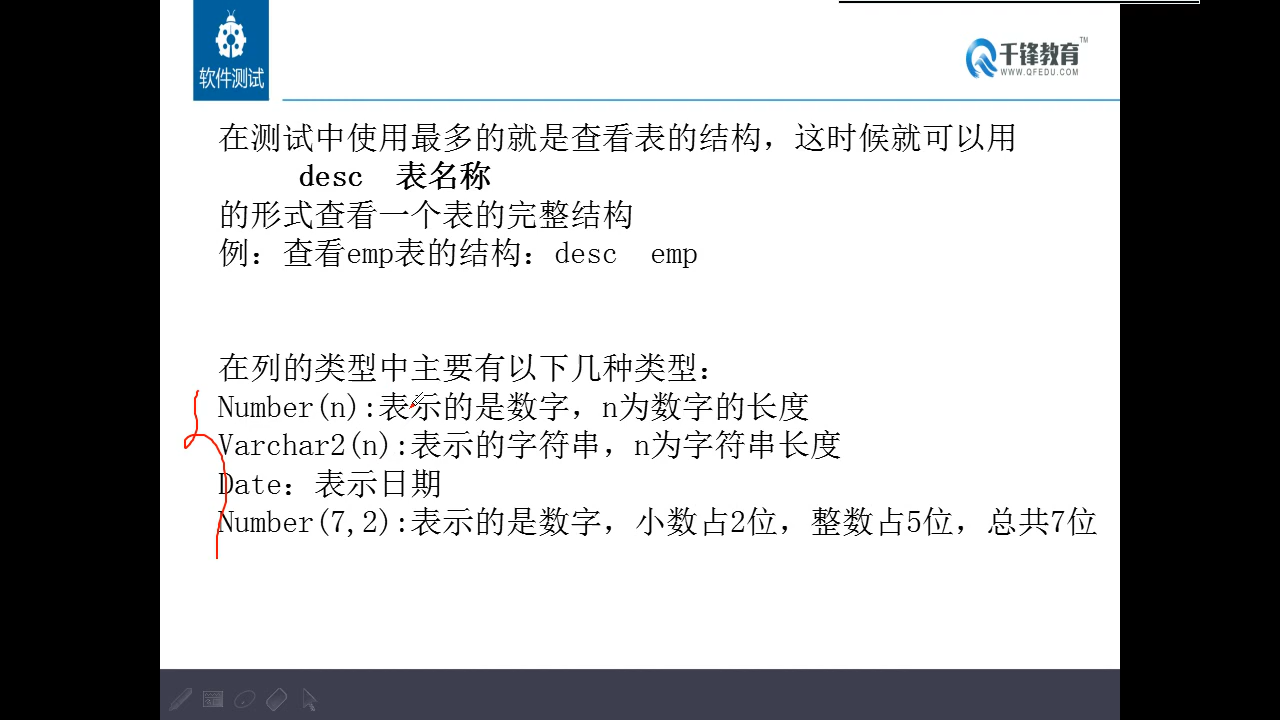 软件测试
千锋教育™
WWW.QFEDU.COM
在测试中使用最多的就是查看表的结构，这时候就可以用
desc 表名称
的形式查看一个表的完整结构
例：查看emp表的结构：desc emp
在列的类型中主要有以下几种类型：
Number(n):表示的是数字，n为数字的长度
Varchar2(n):表示的字符串，n为字符串长度
Date：表示日期
Number(7,2):表示的是数字，小数占2位，整数占5位，总共7位